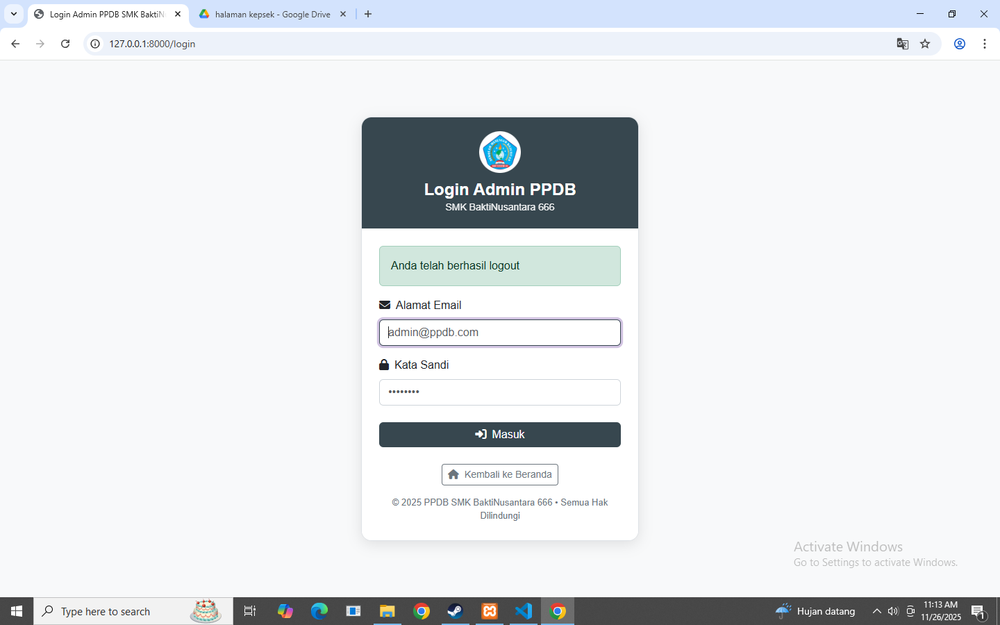 Login Admin PPDB SMK BaktiN
halaman kepsek - Google Drive
127.0.0.1:8000/login
Login Admin PPDB
SMK BaktiNusantara 666
Anda telah berhasil logout
Alamat Email
admin@ppdb.com
Kata Sandi
••••••••
Masuk
Kembali ke Beranda
© 2025 PPDB SMK BaktiNusantara 666 • Semua Hak
Dilindungi
Activate Windows
Go to Settings to activate Windows.
Type here to search
Hujan datang
11:13 AM
11/26/2025
1